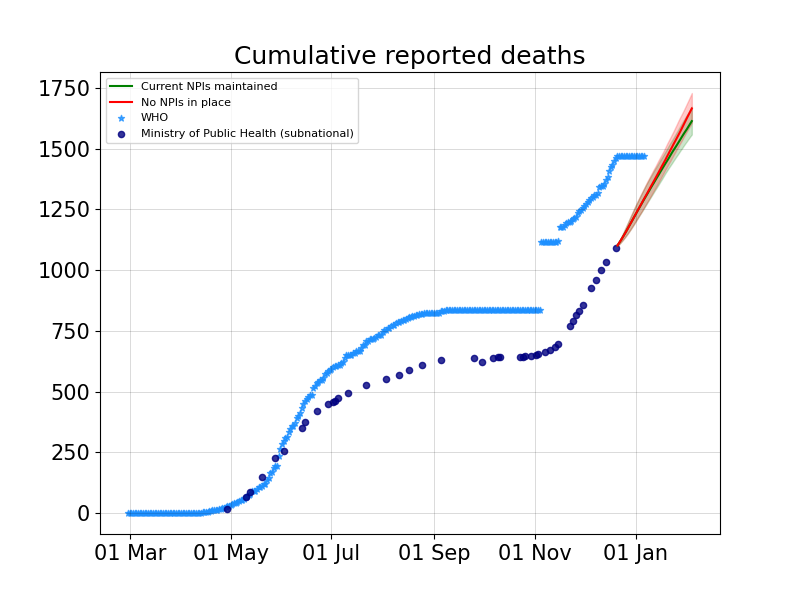 Cumulative reported deaths
Current NPIs maintained
No NPIs in place
WHO
Ministry of Public Health (subnational)
1750
1500
1250
1000
750
500
250
0
01 Mar 01 May 01 Jul 01 Sep 01 Nov 01 Jan